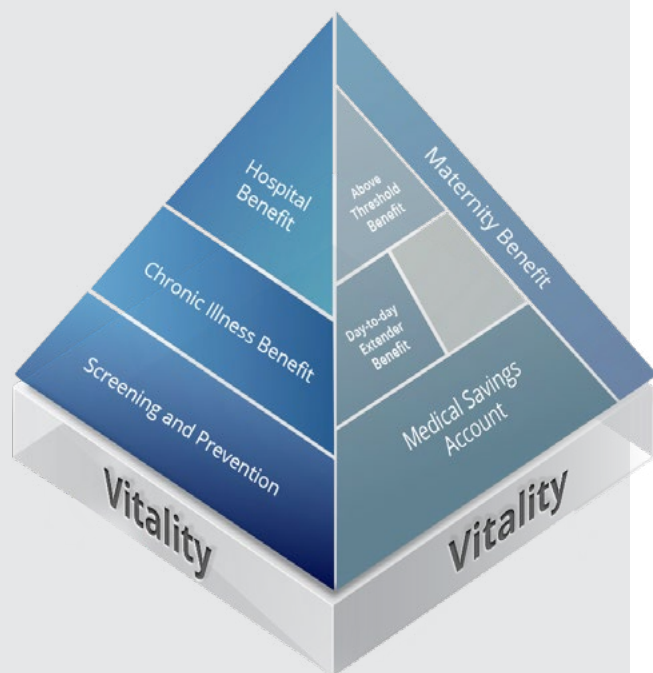 Hospital
Benefit
Chronic Illness Benefit
Screening and Prevention
Vitality
Maternity Benefit
Above
Threshold
Benefit
Day-to-day
Extender
Benefit
Medical Savings
Account
Vitality